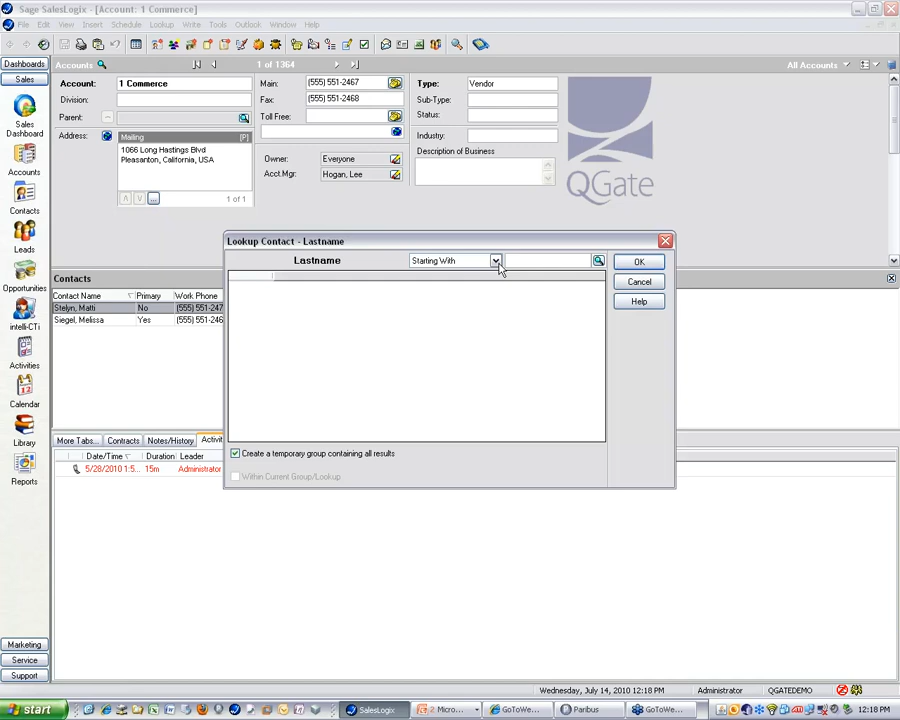 Sage SalesLogix - [Account: 1 Commerce]
File Edit View Insert Schedule Lookup Write Tools Outlook Window Help
Dashboards
Accounts
1 of 1364
All Accounts
Sales
Account: 1 Commerce
Division:
Parent:
Address:
Mailing [P]
1066 Long Hastings Blvd
Pleasanton, California, USA
1 of 1
Main: (555) 551-2467
Fax: (555) 551-2468
Toll Free:
Owner: Everyone
Acct.Mgr: Hogan, Lee
Type: Vendor
Sub-Type:
Status:
Industry:
Description of Business
QGate
Sales
Dashboard
Accounts
Contacts
Leads
Opportunities
intelli-CTi
Activities
Calendar
Library
Reports
Marketing
Service
Support
Contacts
Contact Name Primary Work Phone
Stelyn, Matti No (555) 551-247
Siegel, Melissa Yes (555) 551-246
Lookup Contact - Lastname
Lastname Starting With
OK
Cancel
Help
Create a temporary group containing all results
Within Current Group/Lookup
More Tabs... Contracts Notes/History Activit
Date/Time Duration Leader
5/28/2010 1:5... 15m Administrator
Wednesday, July 14, 2010 12:18 PM Administrator QGATEDEMO
start
SalesLogix
2 Micro...
GoToWe...
Paribus
GoToWe...
12:18 PM